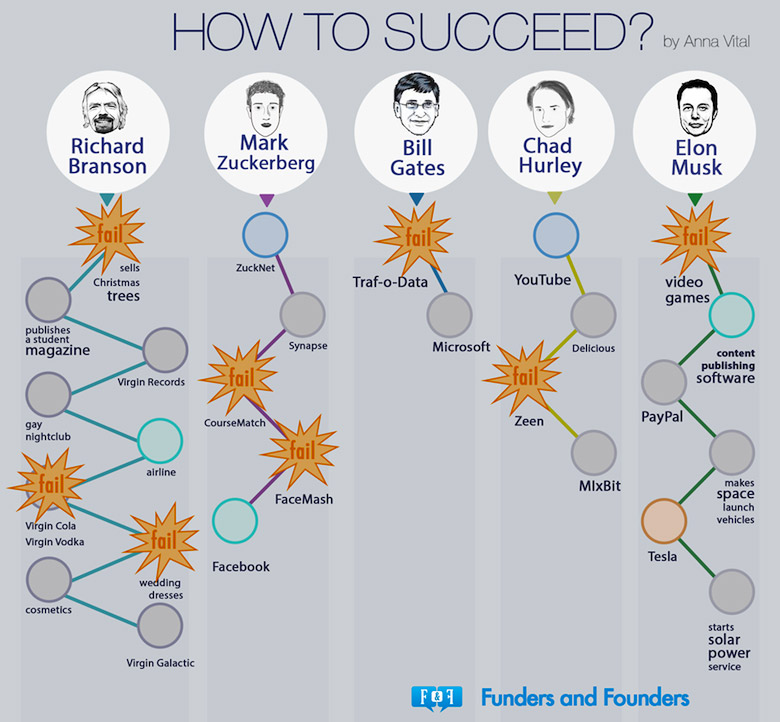 HOW TO SUCCEED? by Anna Vital
Richard
Branson
fail
sells
Christmas
trees
publishes
a student
magazine
Virgin Records
gay
nightclub
airline
fail
Virgin Cola
Virgin Vodka
fail
wedding
dresses
cosmetics
Virgin Galactic
Mark
Zuckerberg
ZuckNet
Synapse
fail
CourseMatch
fail
FaceMash
Facebook
Bill
Gates
fail
Traf-o-Data
Microsoft
Chad
Hurley
YouTube
Delicious
fail
Zeen
MIxBit
Elon
Musk
fail
video
games
content
publishing
software
PayPal
makes
space
launch
vehicles
Tesla
starts
solar
power
service
F&F Funders and Founders